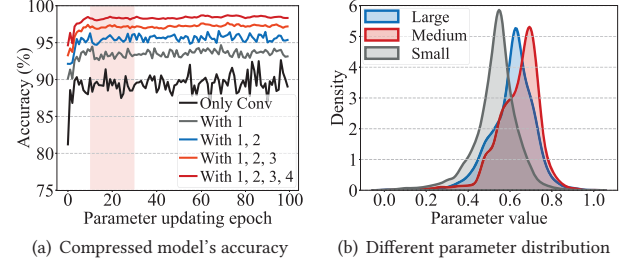 100
95
90
85
80
75
Accuracy (%)
0 20 40 60 80 100
Parameter updating epoch
Only Conv
With 1
With 1, 2
With 1, 2, 3
With 1, 2, 3, 4
(a) Compressed model's accuracy
6
5
4
3
2
1
0
Density
Large
Medium
Small
0.0 0.2 0.4 0.6 0.8 1.0
Parameter value
(b) Different parameter distribution